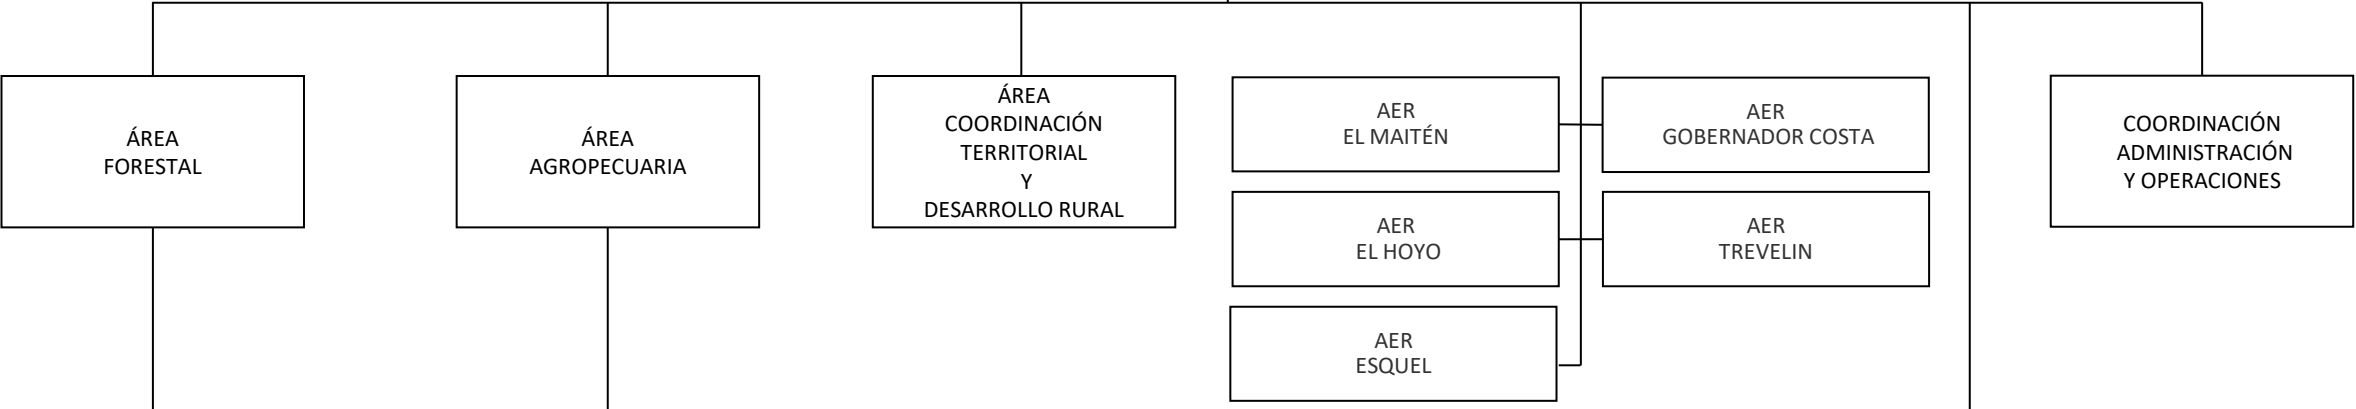 ÁREA
FORESTAL
ÁREA
AGROPECUARIA
ÁREA
COORDINACIÓN
TERRITORIAL
Y
DESARROLLO RURAL
AER
EL MAITÉN
AER
GOBERNADOR COSTA
AER
EL HOYO
AER
TREVELIN
AER
ESQUEL
COORDINACIÓN
ADMINISTRACIÓN
Y OPERACIONES